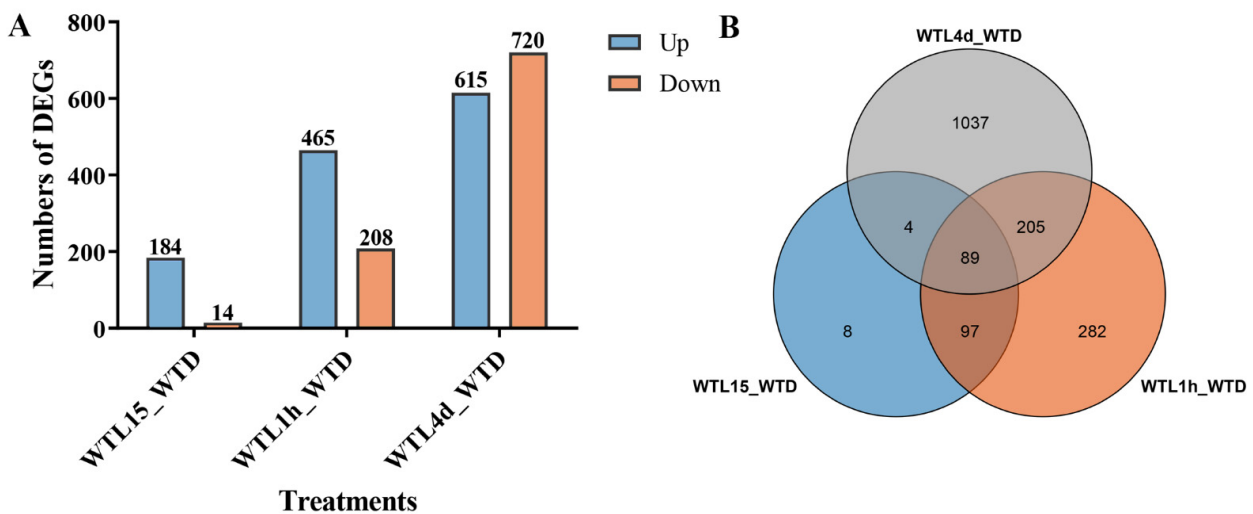 A
Numbers of DEGs
800
600
400
200
0
184
14
465
208
615
720
WTL15_WTD
WTL1h_WTD
WTL4d_WTD
Treatments
Up
Down
B
WTL4d_WTD
1037
4
205
89
8
97
282
WTL15_WTD
WTL1h_WTD